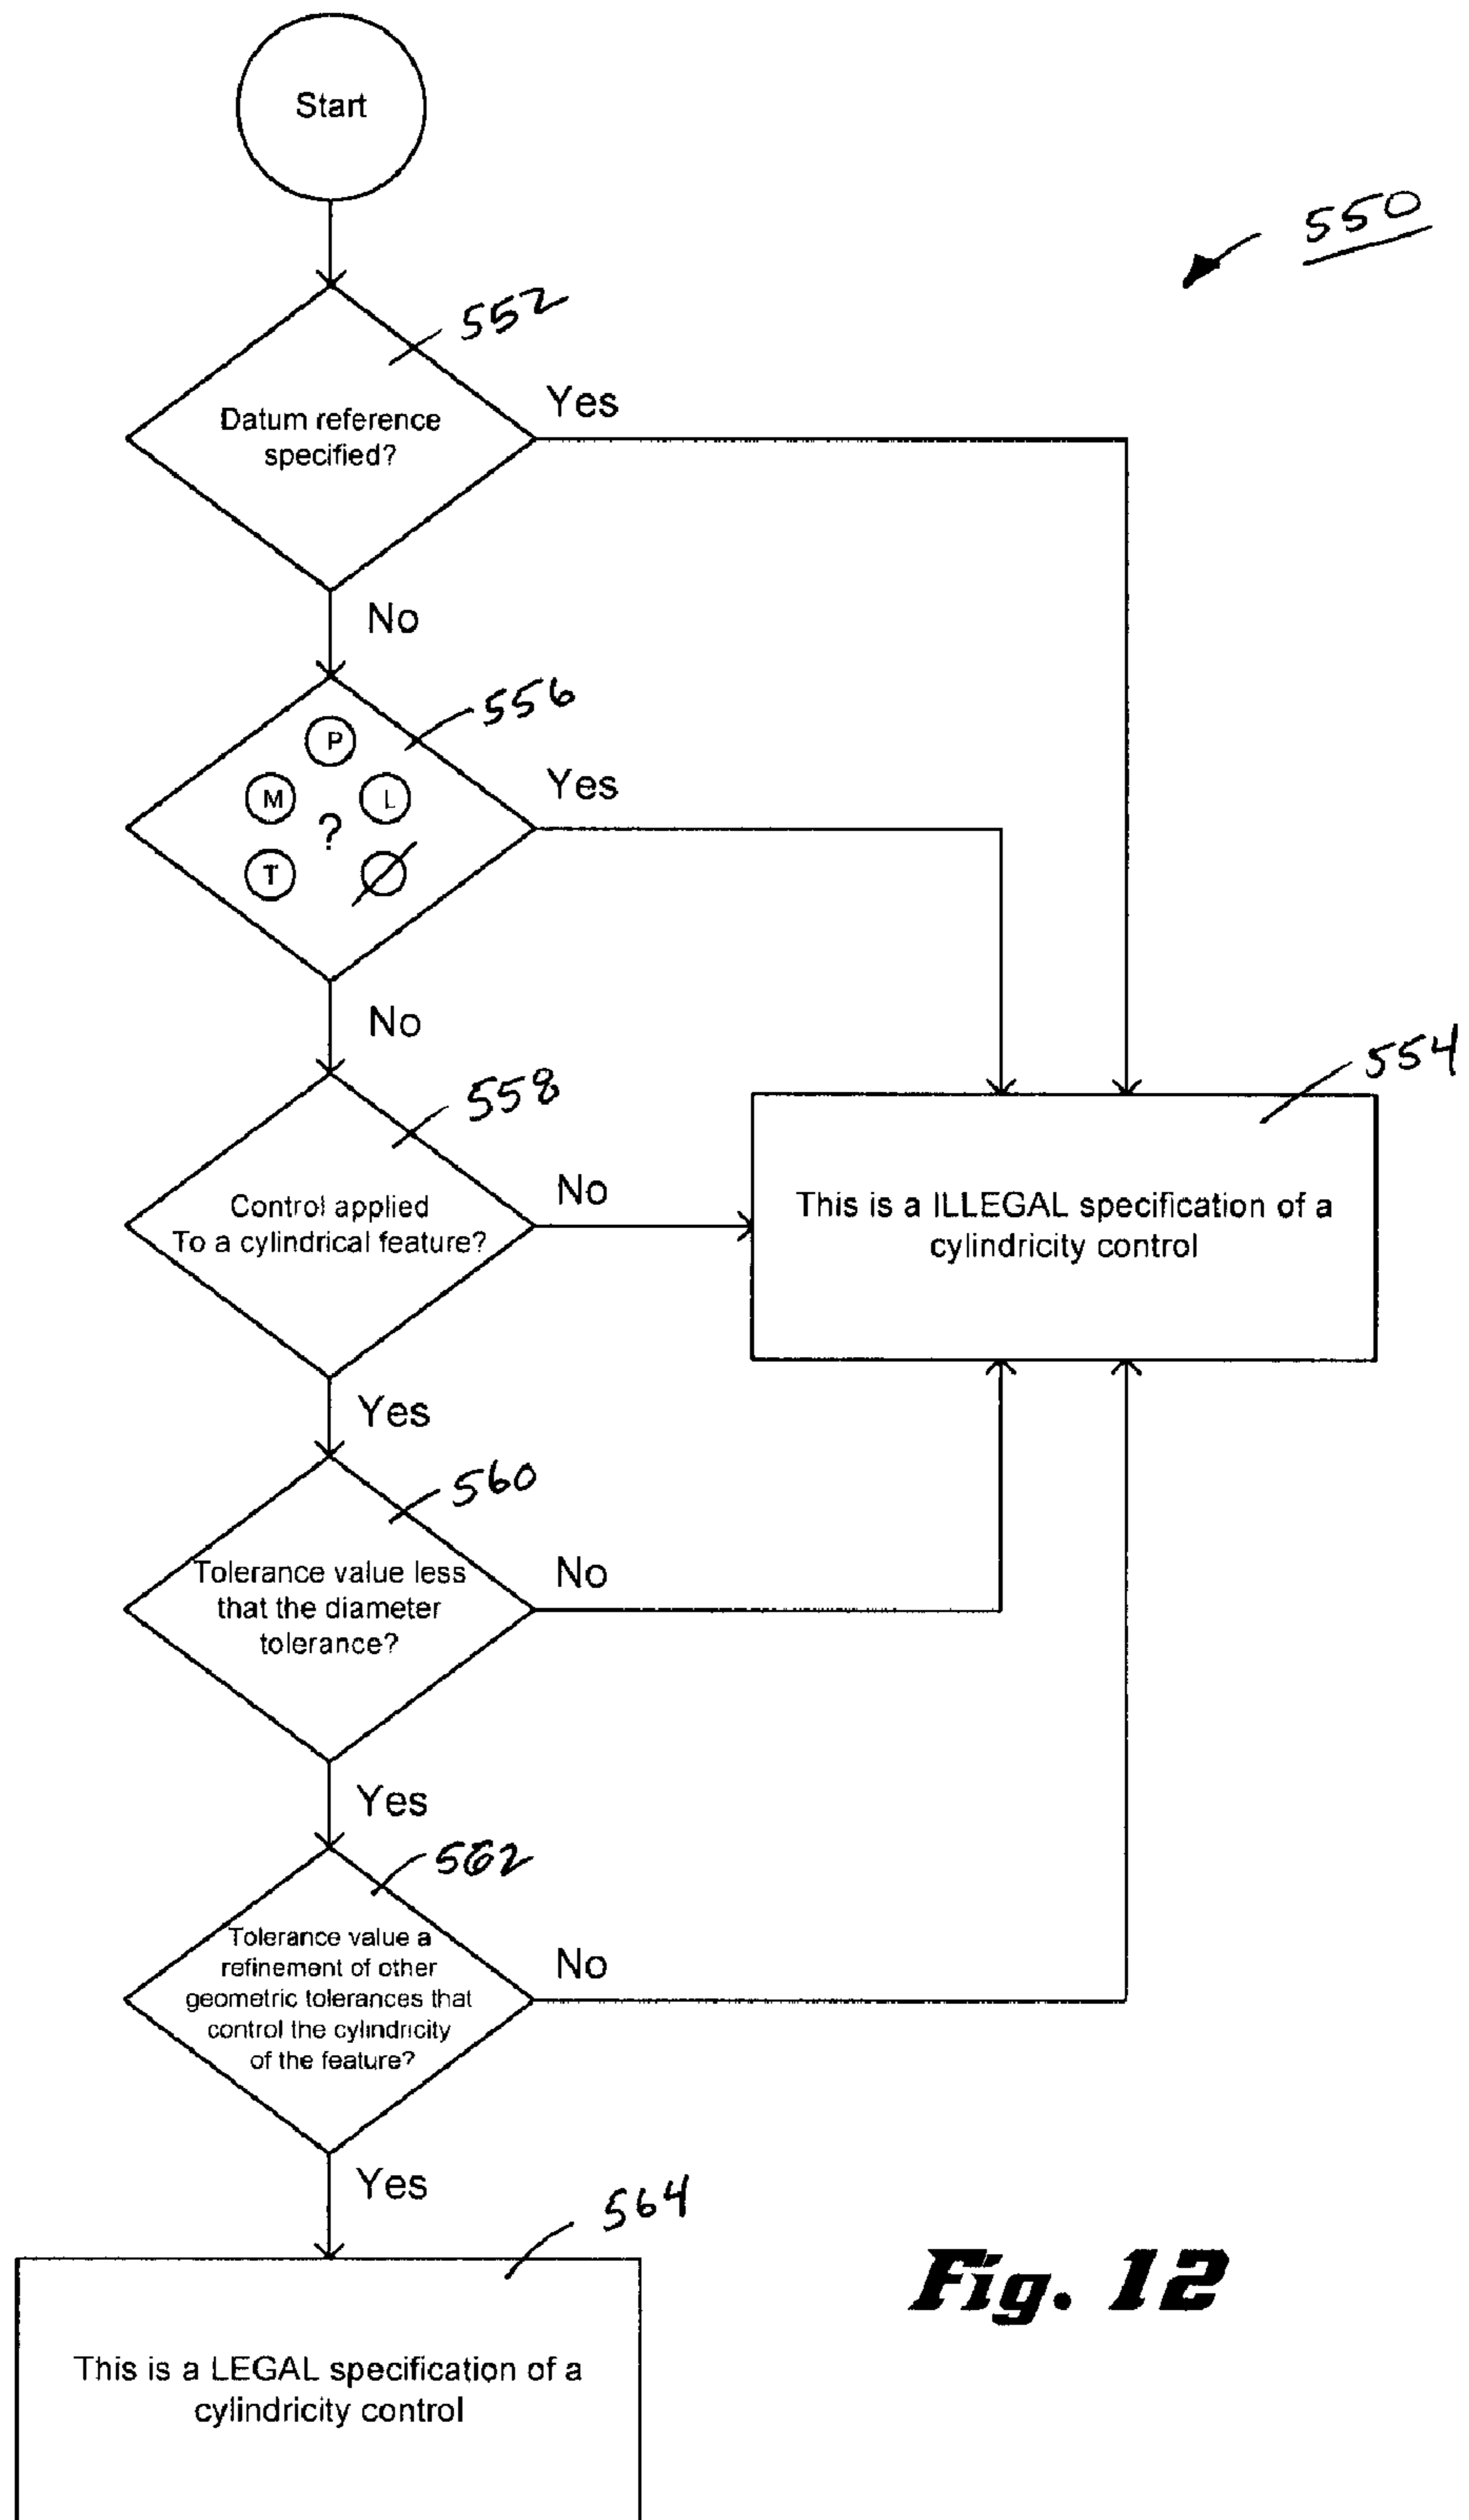 Start
550
552
Datum reference
specified?
Yes
No
556
P
M L
?
T Ø
Yes
No
558
554
Control applied
To a cylindrical feature?
No
This is a ILLEGAL specification of a
cylindricity control
Yes
560
Tolerance value less
that the diameter
tolerance?
No
Yes
562
Tolerance value a
refinement of other
geometric tolerances that
control the cylindricity
of the feature?
No
Yes
564
This is a LEGAL specification of a
cylindricity control
Fig. 12